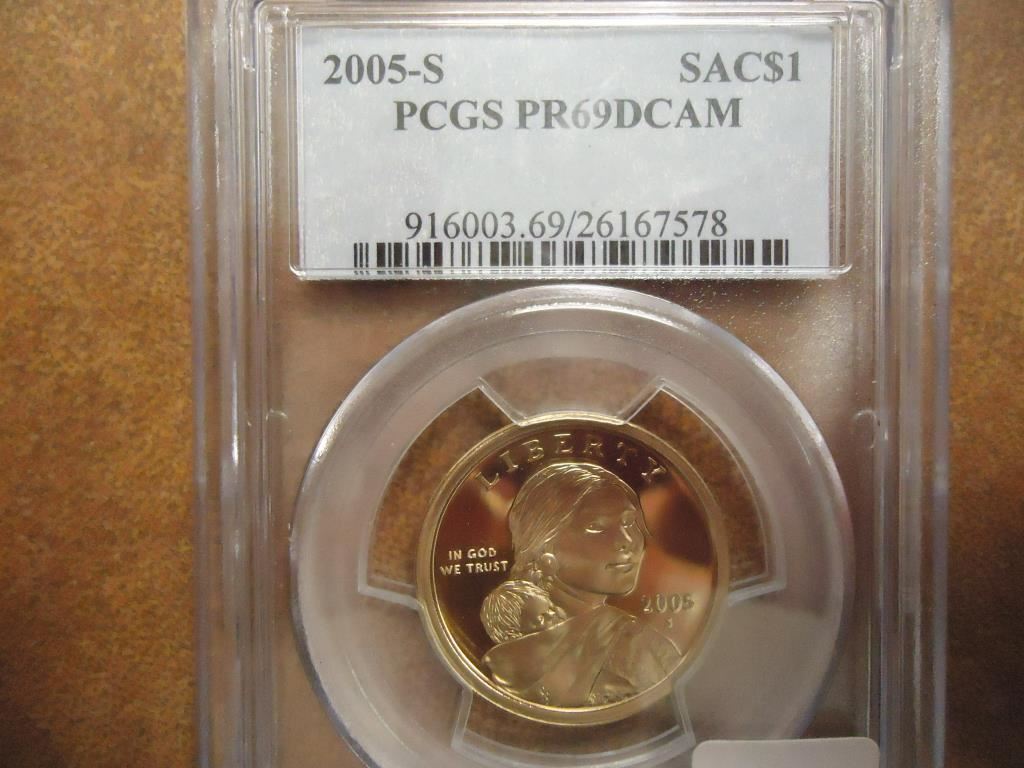 2005-S SAC$1
PCGS PR69DCAM
916003.69/26167578
LIBERTY
IN GOD
WE TRUST
2005
S